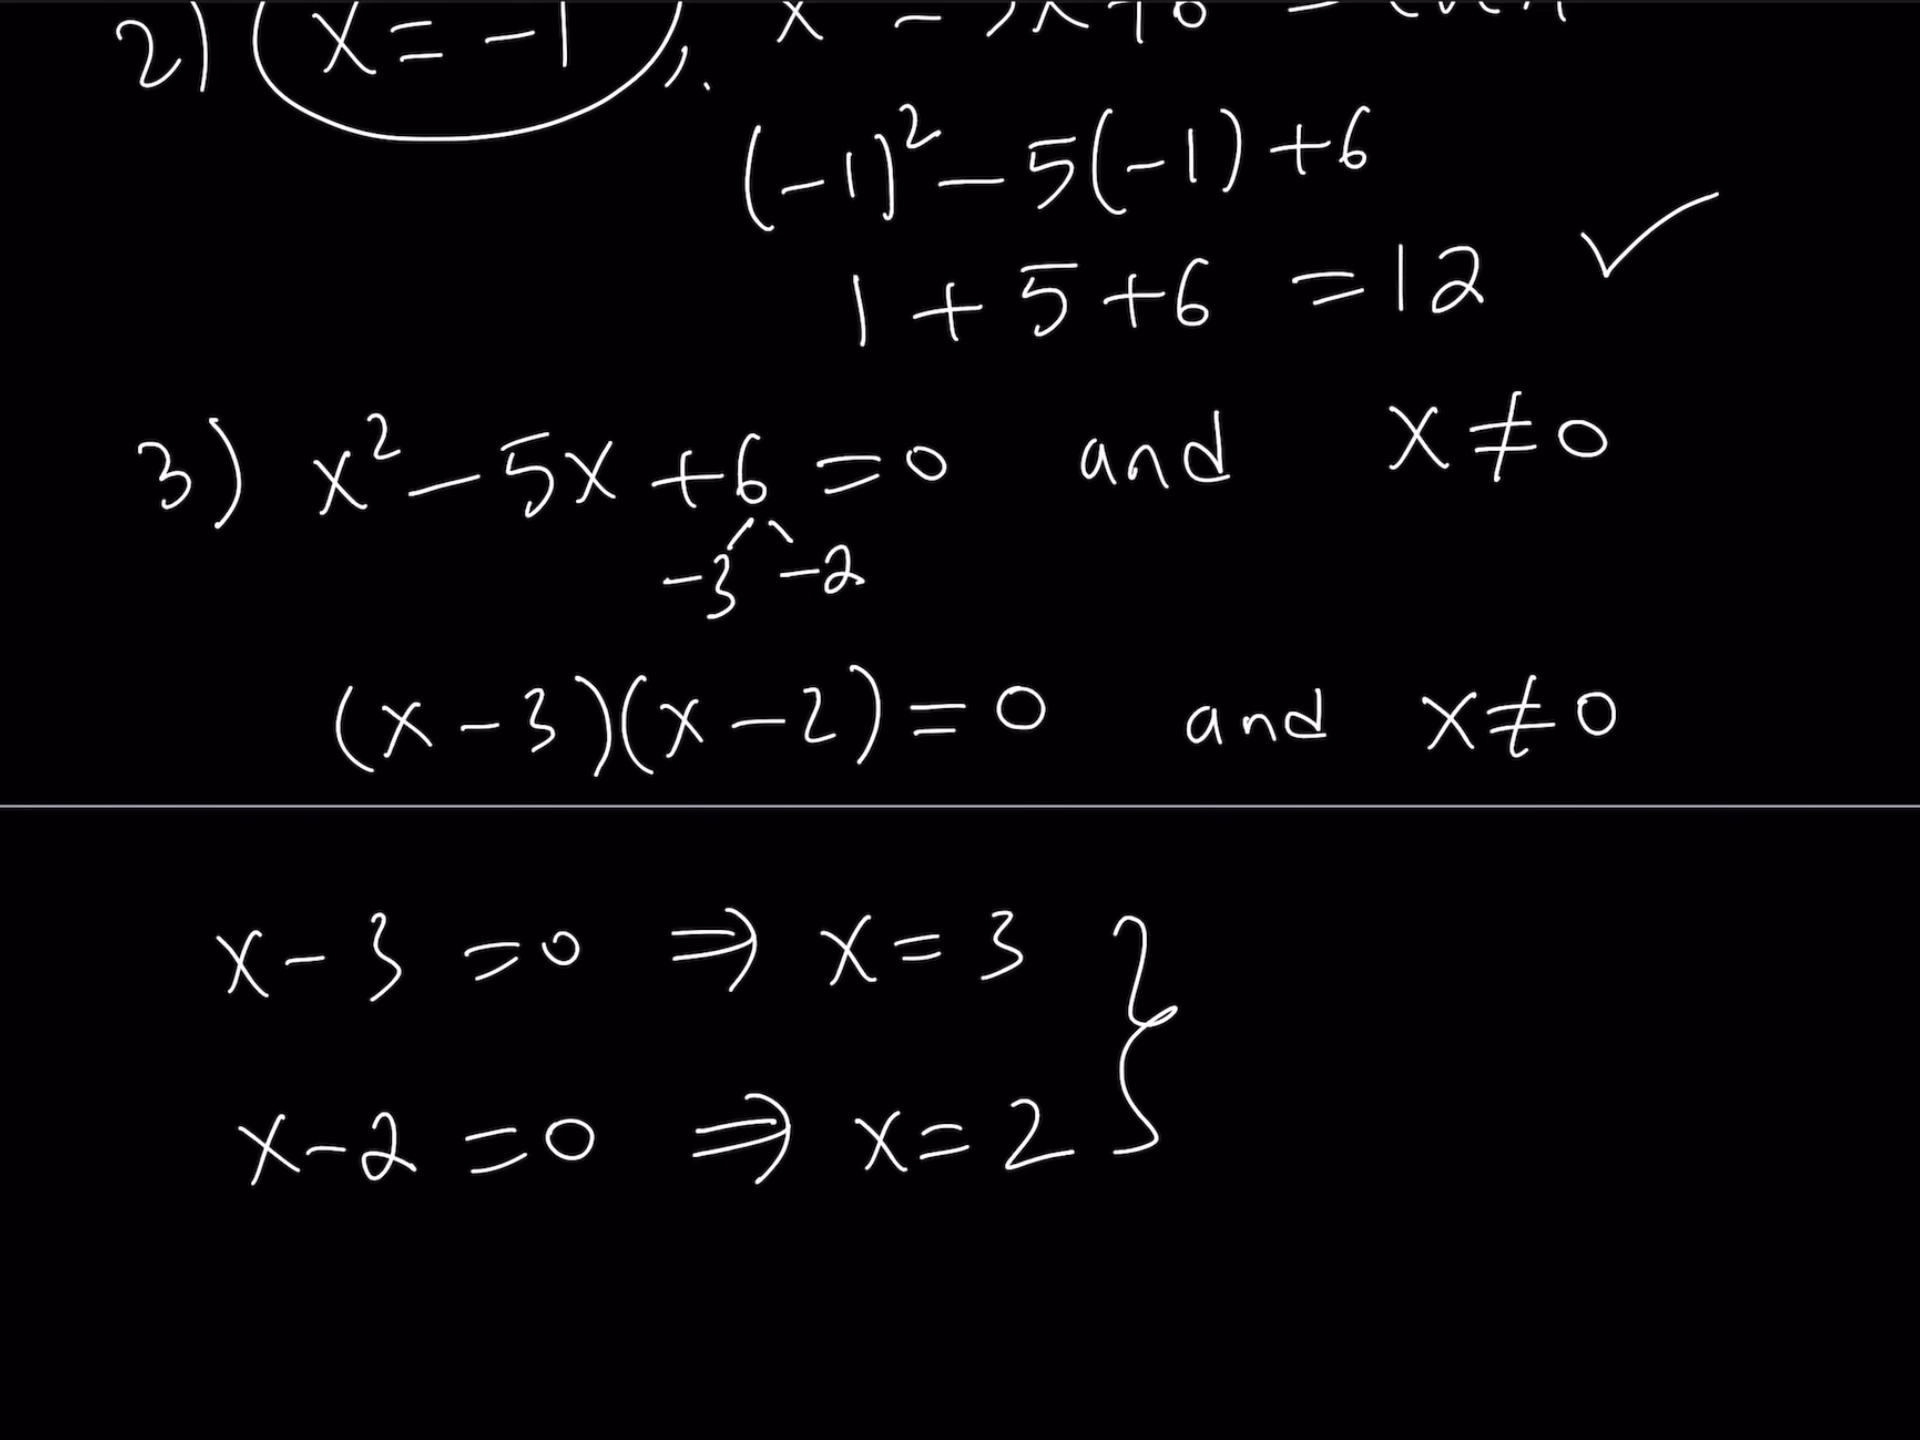 2) x = -1,
(-1)² - 5(-1) + 6
1 + 5 + 6 = 12 ✓
3) x² - 5x + 6 = 0 and x ≠ 0
-3 -2
(x - 3)(x - 2) = 0 and x ≠ 0
x - 3 = 0 ⇒ x = 3 }
x - 2 = 0 ⇒ x = 2